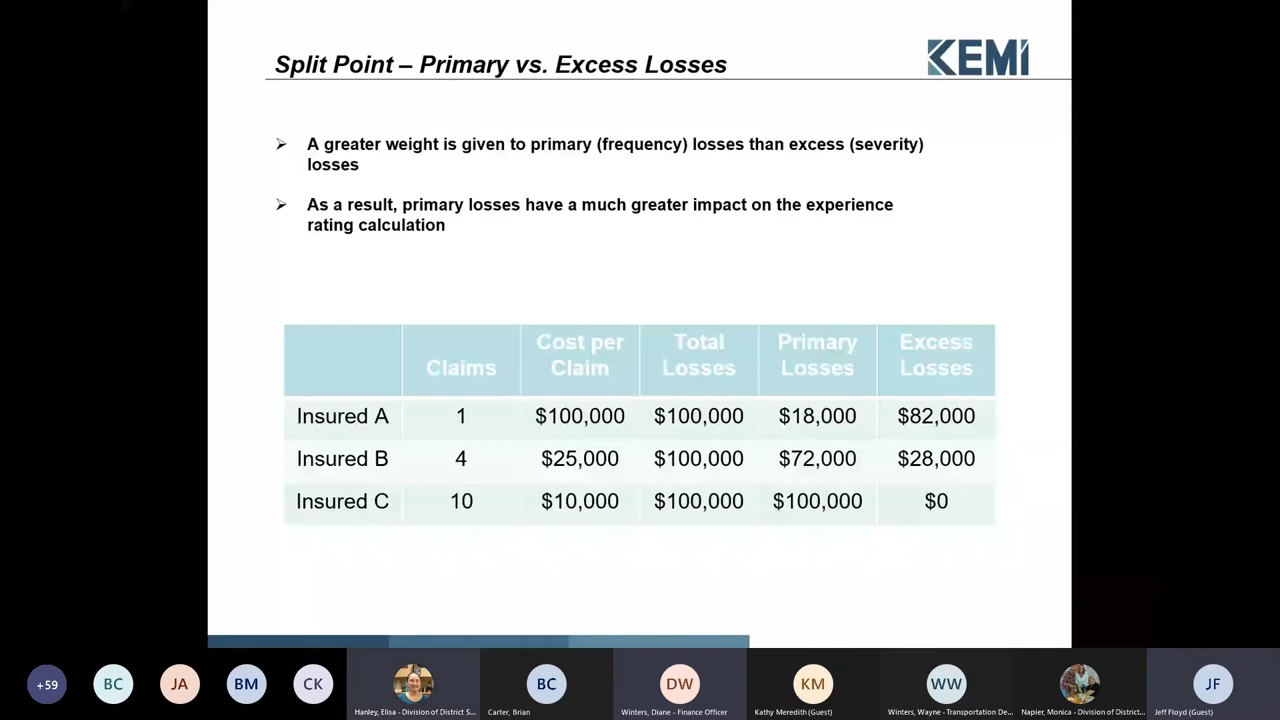 Split Point – Primary vs. Excess Losses
KEMI
➢ A greater weight is given to primary (frequency) losses than excess (severity)
losses
➢ As a result, primary losses have a much greater impact on the experience
rating calculation
Claims Cost per Claim Total Losses Primary Losses Excess Losses
Insured A 1 $100,000 $100,000 $18,000 $82,000
Insured B 4 $25,000 $100,000 $72,000 $28,000
Insured C 10 $10,000 $100,000 $100,000 $0
+59 BC JA BM CK BC DW KM WW JF
Hanley, Elisa - Division of District S... Carter, Brian Winters, Diane - Finance Officer Kathy Meredith (Guest) Winters, Wayne - Transportation De... Napier, Monica - Division of District... Jeff Floyd (Guest)